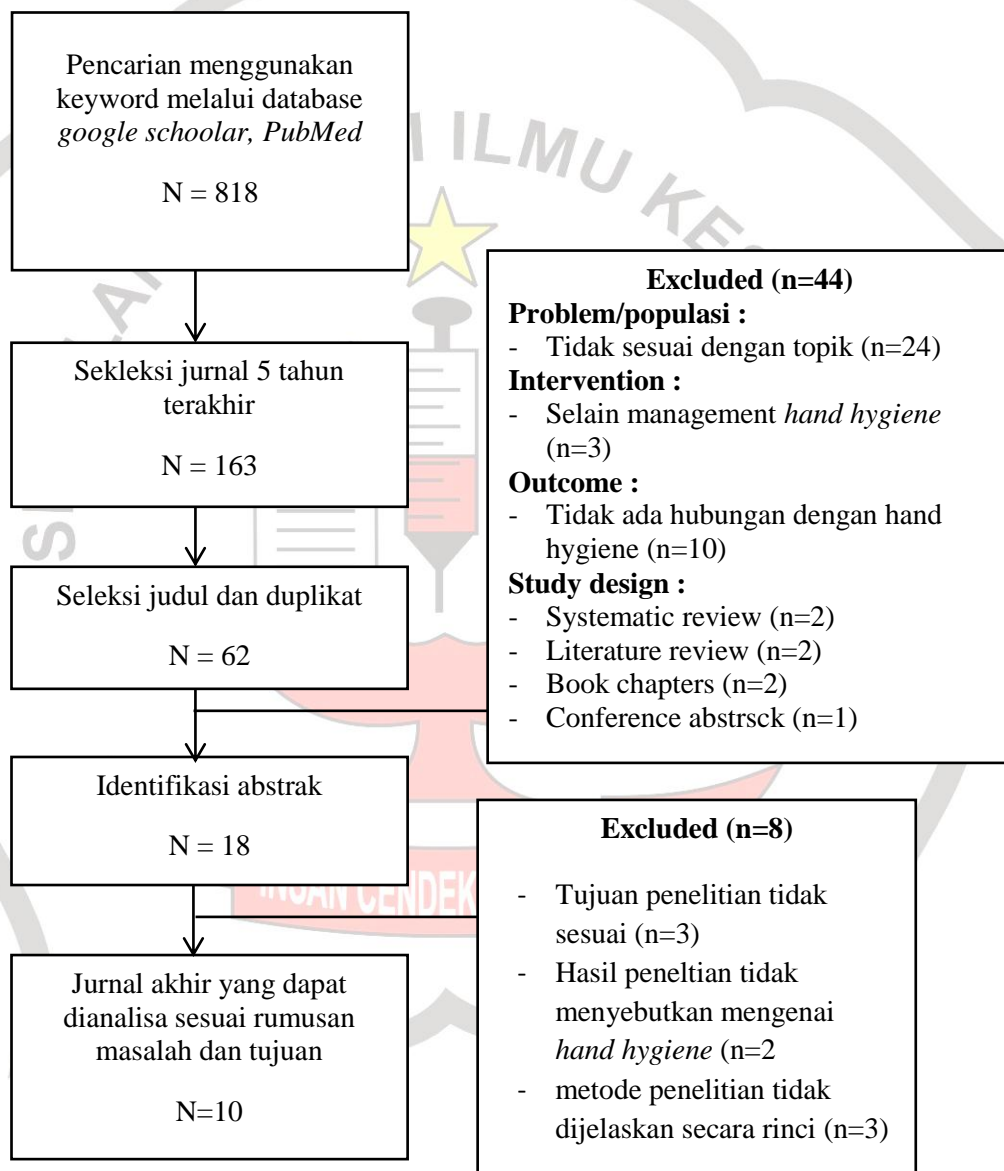 Pencarian menggunakan
keyword melalui database
google schoolar, PubMed
N = 818
Sekleksi jurnal 5 tahun
terakhir
N = 163
Seleksi judul dan duplikat
N = 62
Excluded (n=44)
Problem/populasi :
- Tidak sesuai dengan topik (n=24)
Intervention :
- Selain management hand hygiene
(n=3)
Outcome :
- Tidak ada hubungan dengan hand
hygiene (n=10)
Study design :
- Systematic review (n=2)
- Literature review (n=2)
- Book chapters (n=2)
- Conference abstrsck (n=1)
Identifikasi abstrak
N = 18
Excluded (n=8)
- Tujuan penelitian tidak
sesuai (n=3)
- Hasil peneltian tidak
menyebutkan mengenai
hand hygiene (n=2
- metode penelitian tidak
dijelaskan secara rinci (n=3)
Jurnal akhir yang dapat
dianalisa sesuai rumusan
masalah dan tujuan
N=10
ILMU
INSAN